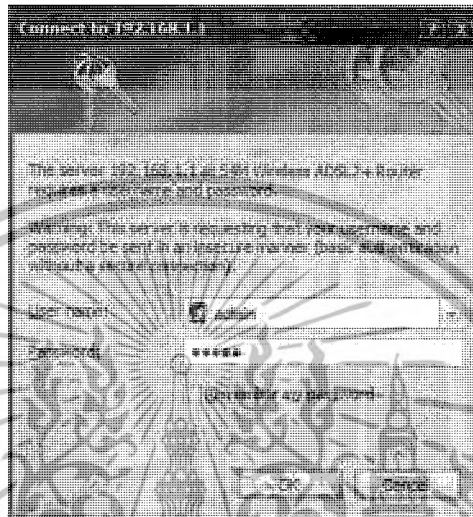 Connect to 192.168.1.1
The server 192.168.1.1 at 54M Wireless ADSL2+ Router
requires a username and password.
Warning: This server is requesting that your username and
password be sent in an insecure manner (basic authentication
without a secure connection).
User name:
admin
Password:
*****
Remember my password
OK
Cancel